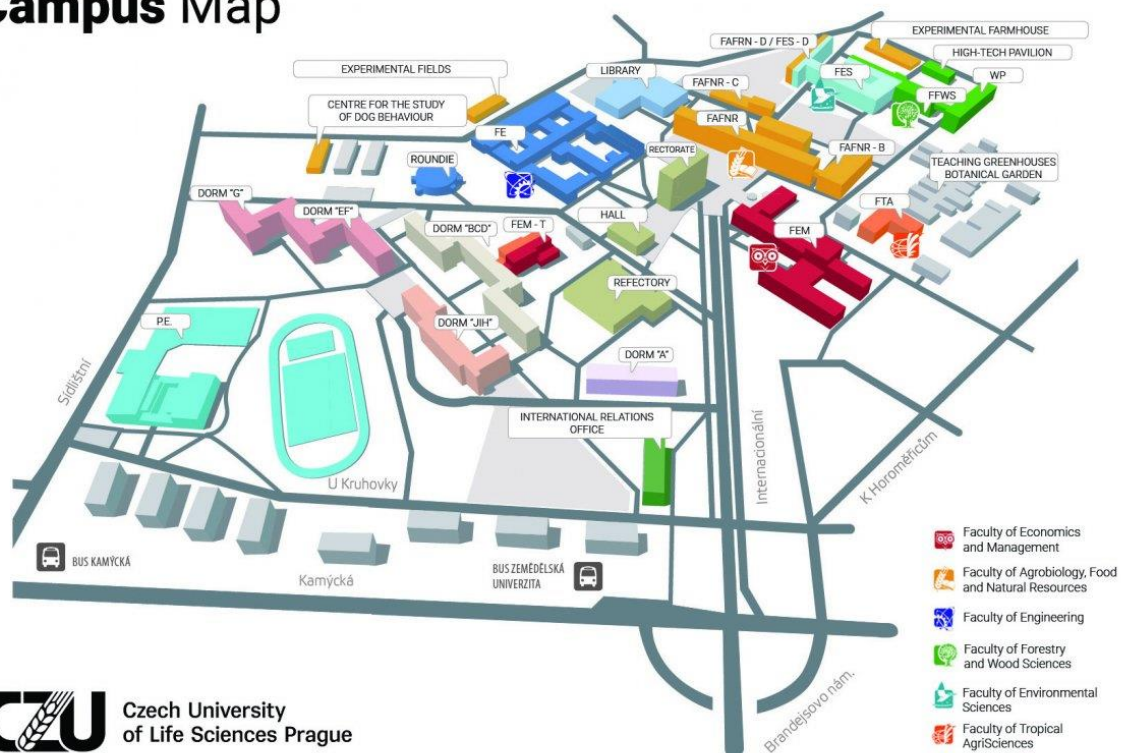 Campus Map
EXPERIMENTAL FARMHOUSE
FAFRN - D / FES - D
HIGH-TECH PAVILION
EXPERIMENTAL FIELDS
LIBRARY
FES
WP
FAFNR - C
FFWS
CENTRE FOR THE STUDY
OF DOG BEHAVIOUR
FE
FAFNR
RECTORATE
FAFNR - B
ROUNDIE
TEACHING GREENHOUSES
BOTANICAL GARDEN
DORM "G"
DORM "EF"
HALL
FTA
DORM "BCD"
FEM - T
FEM
REFECTORY
P.E.
DORM "JIH"
DORM "A"
Sídlištní
INTERNATIONAL RELATIONS
OFFICE
Internacionální
K Horoměřicům
U Kruhovky
BUS KAMÝCKÁ
Kamýcká
BUS ZEMĚDĚLSKÁ
UNIVERZITA
Brandejsovo nám.
Faculty of Economics
and Management
Faculty of Agrobiology, Food
and Natural Resources
Faculty of Engineering
Faculty of Forestry
and Wood Sciences
Faculty of Environmental
Sciences
Faculty of Tropical
AgriSciences
CZU
Czech University
of Life Sciences Prague